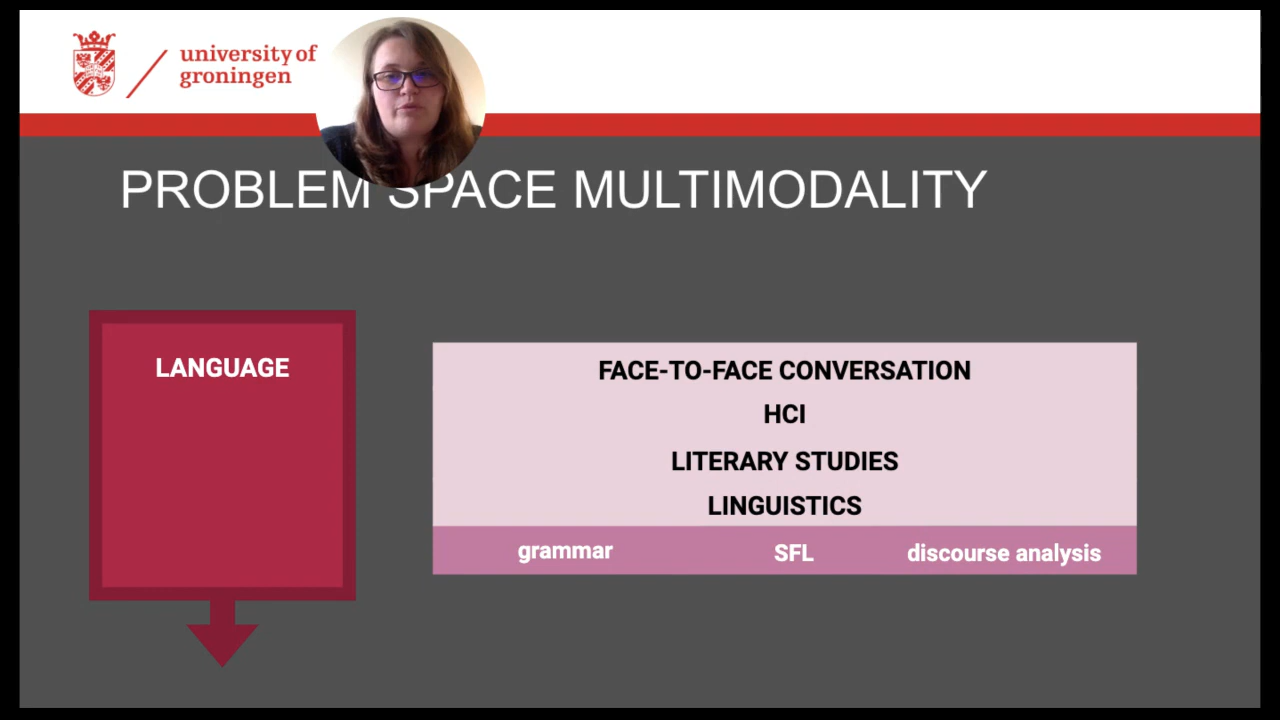 university of
groningen
PROBLEM SPACE MULTIMODALITY
LANGUAGE
FACE-TO-FACE CONVERSATION
HCI
LITERARY STUDIES
LINGUISTICS
grammar SFL discourse analysis